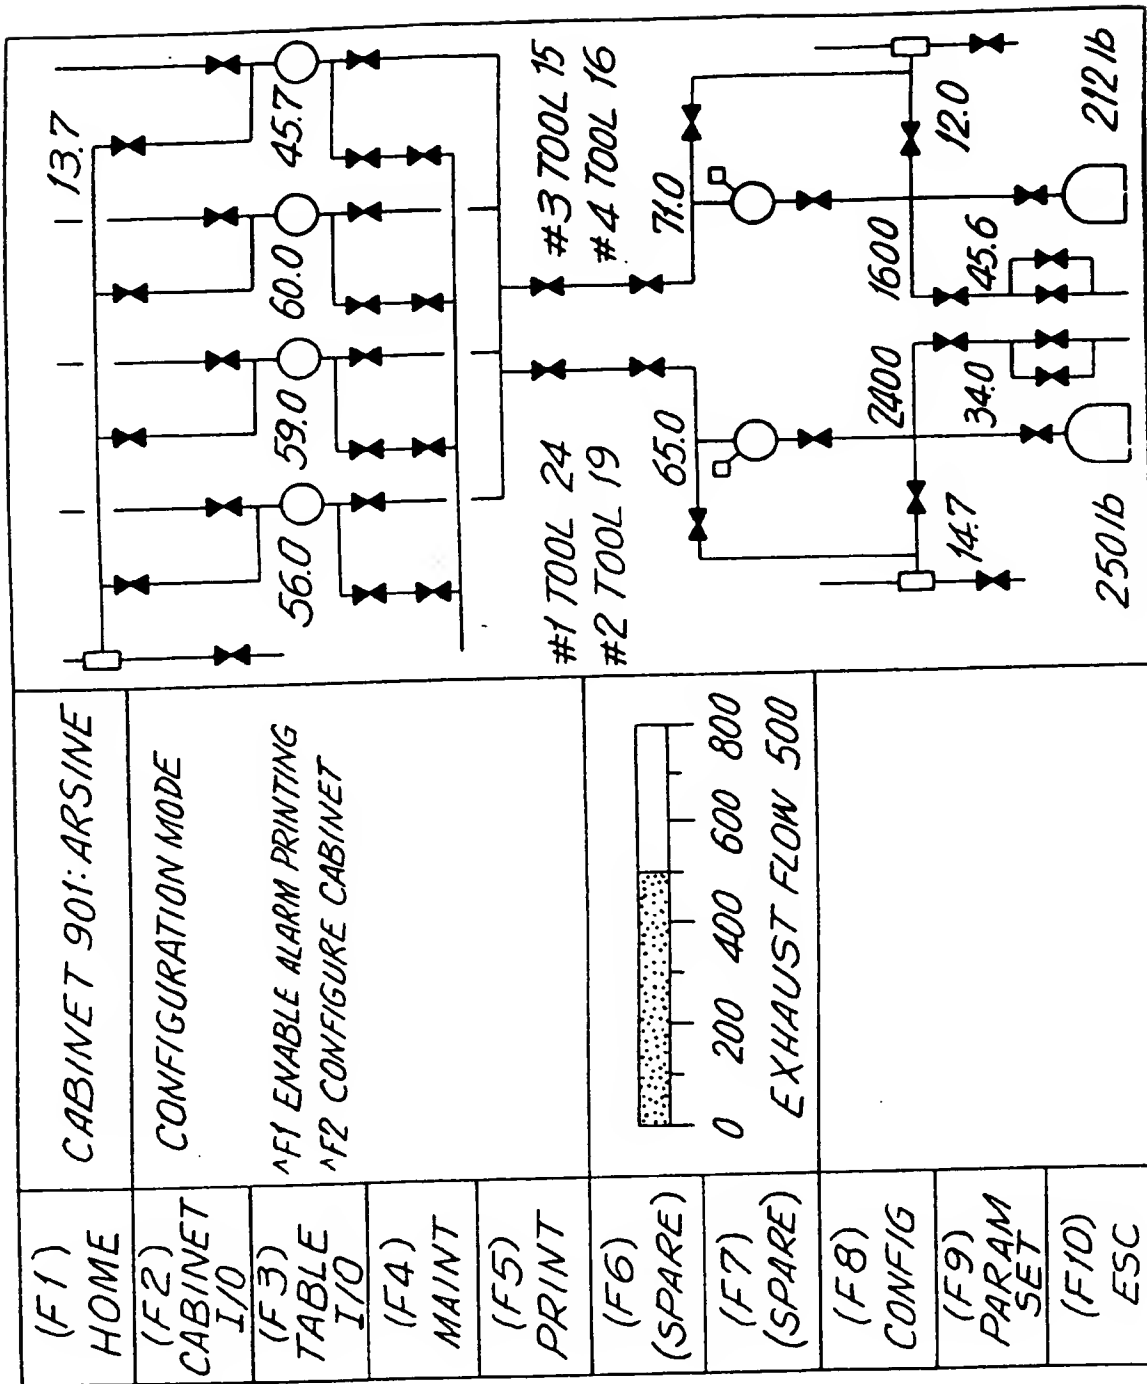 (F1)
HOME
(F2)
CABINET
I/O
(F3)
TABLE
I/O
(F4)
MAINT
(F5)
PRINT
(F6)
(SPARE)
(F7)
(SPARE)
(F8)
CONFIG
(F9)
PARAM
SET
(F10)
ESC
CABINET 901: ARSINE
CONFIGURATION MODE
^F1 ENABLE ALARM PRINTING
^F2 CONFIGURE CABINET
0 200 400 600 800
EXHAUST FLOW 500
13.7
56.0 59.0 60.0 45.7
#1 TOOL 24
#2 TOOL 19
#3 TOOL 15
#4 TOOL 16
65.0 71.0
2400 1600
14.7 34.0 45.6 12.0
250 lb 212 lb